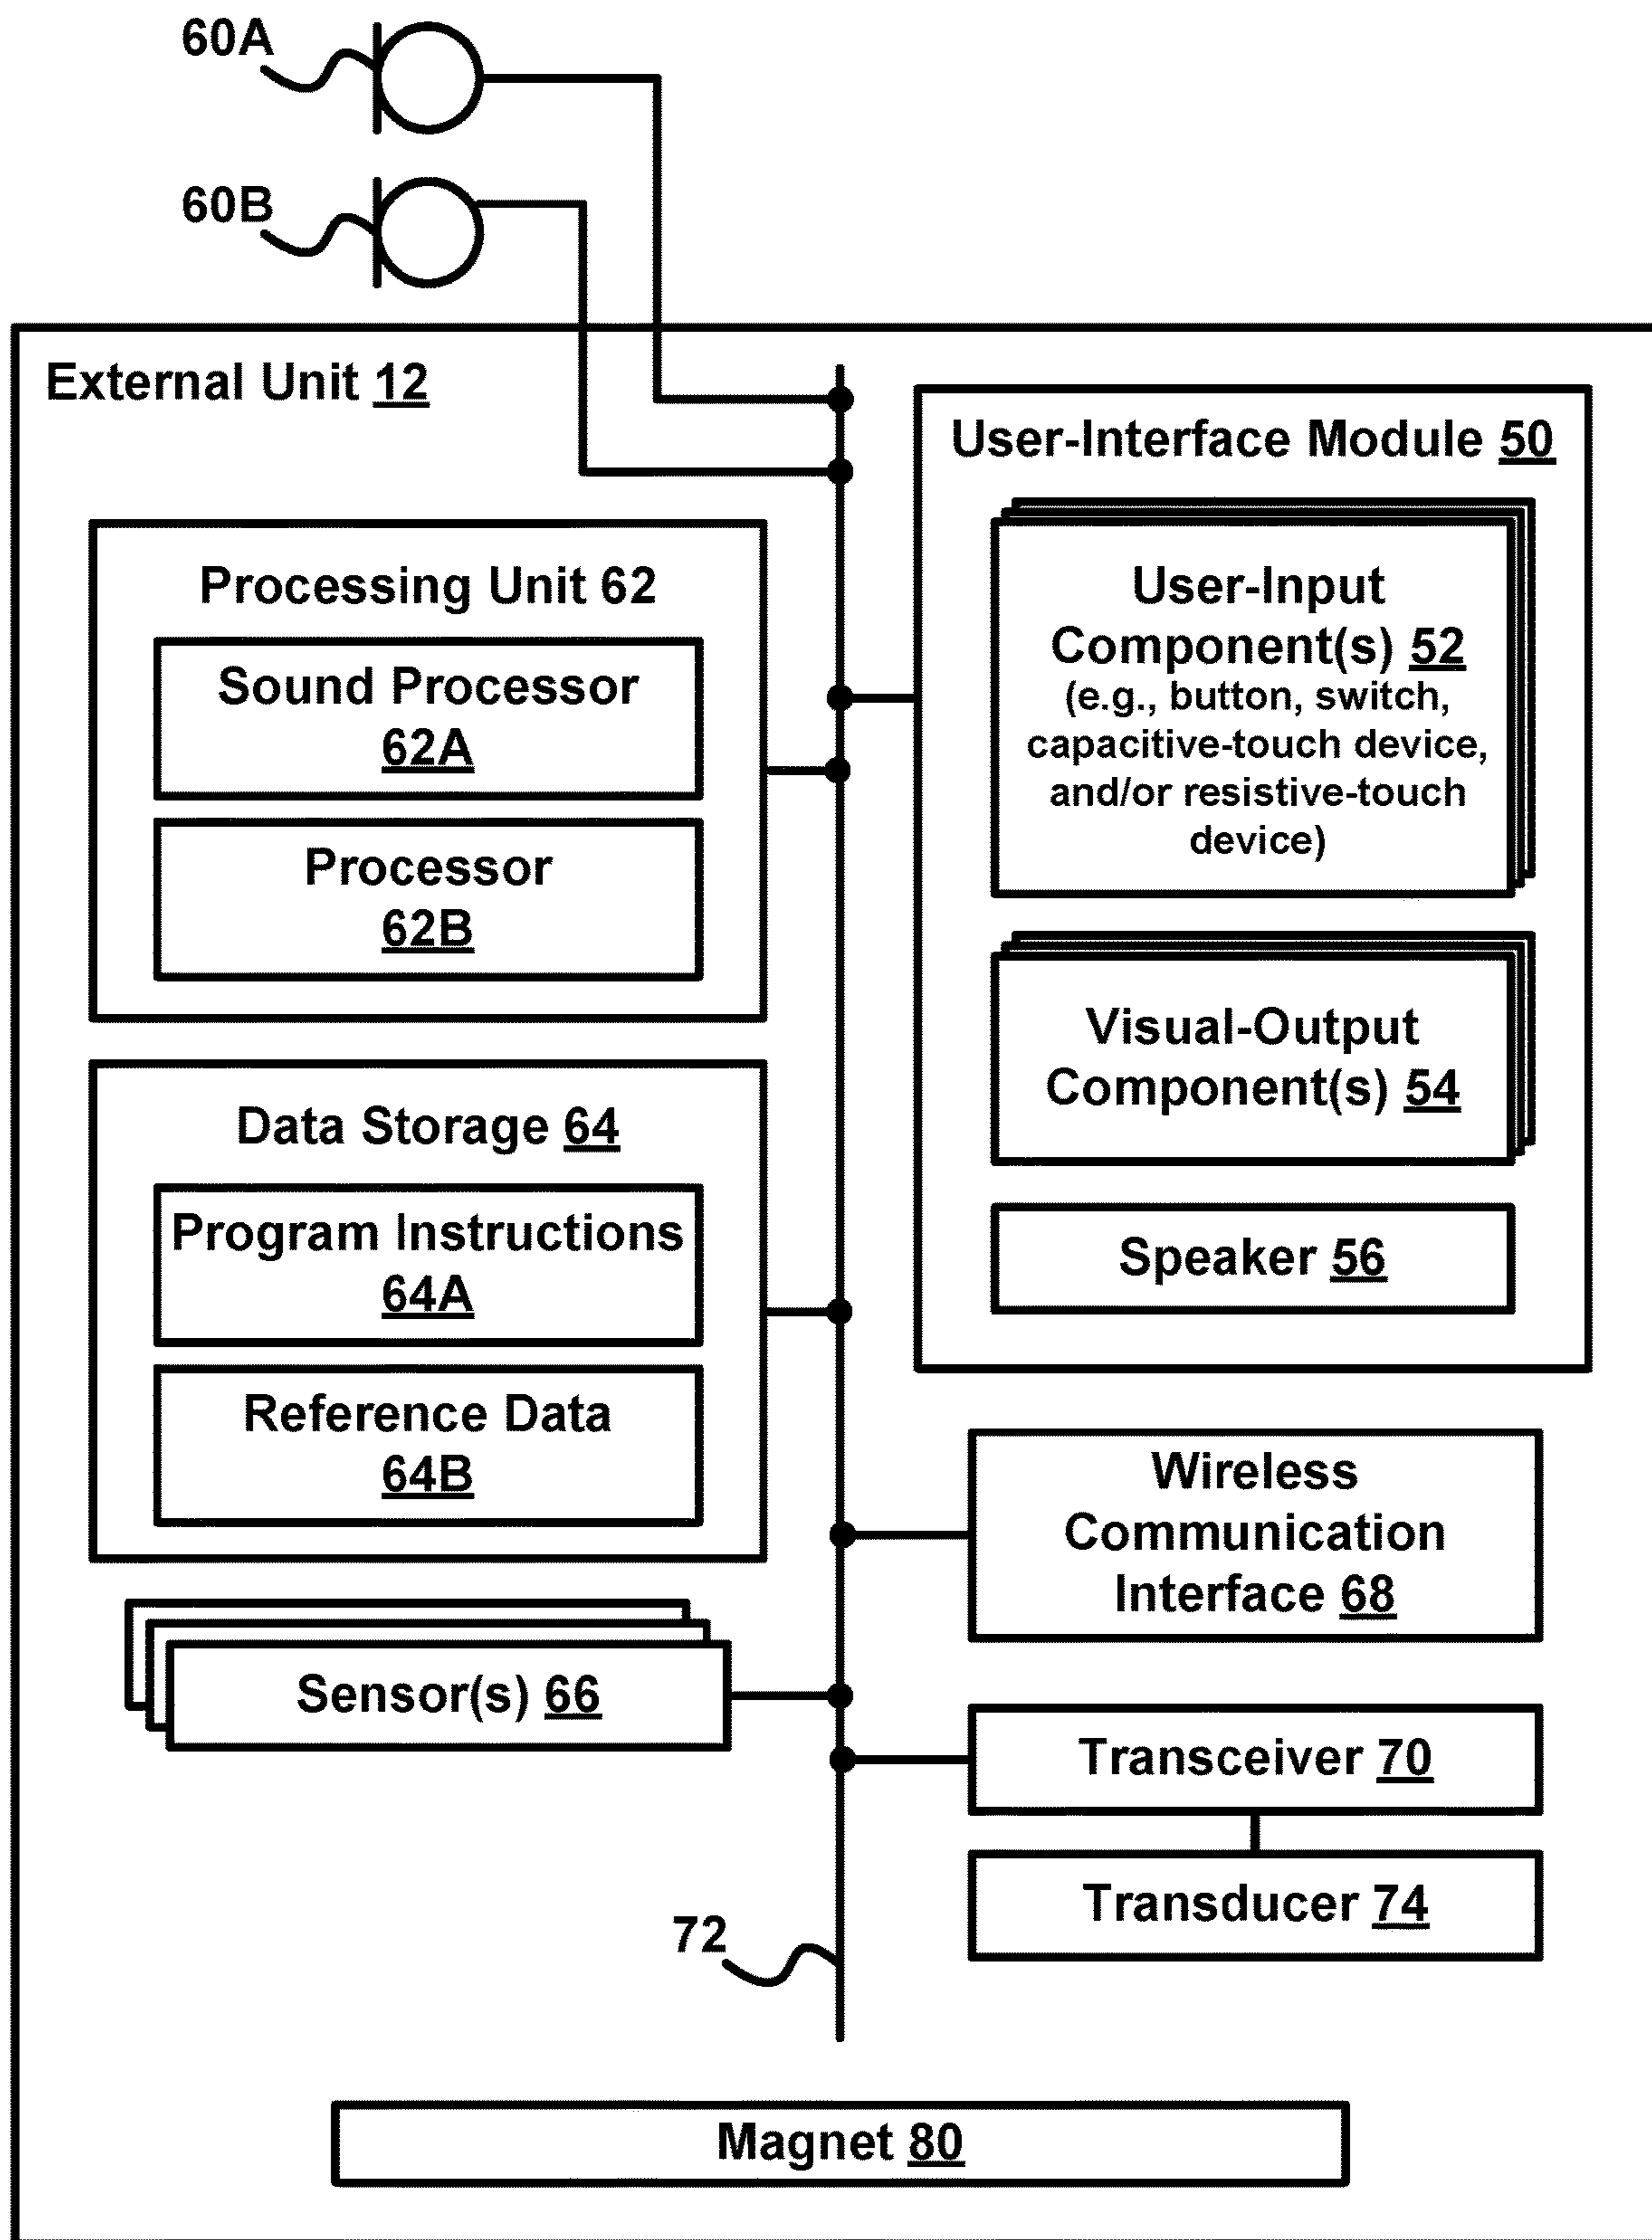 60A
60B
External Unit 12
User-Interface Module 50
User-Input
Component(s) 52
(e.g., button, switch,
capacitive-touch device,
and/or resistive-touch
device)
Visual-Output
Component(s) 54
Speaker 56
Processing Unit 62
Sound Processor
62A
Processor
62B
Data Storage 64
Program Instructions
64A
Reference Data
64B
Sensor(s) 66
Wireless
Communication
Interface 68
Transceiver 70
Transducer 74
72
Magnet 80